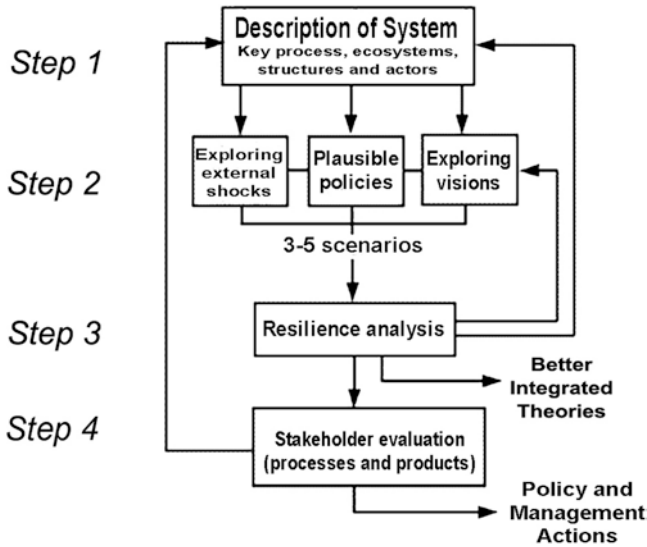 Description of System
Key process, ecosystems,
structures and actors
Step 1
Exploring
external
shocks
Plausible
policies
Exploring
visions
Step 2
3-5 scenarios
Step 3
Resilience analysis
Better
Integrated
Theories
Step 4
Stakeholder evaluation
(processes and products)
Policy and
Management
Actions